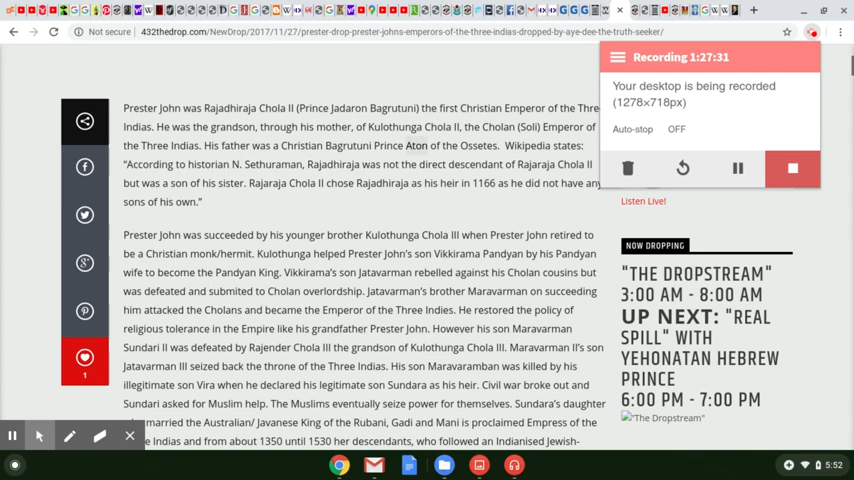 Not secure | 432thedrop.com/NewDrop/2017/11/27/prester-drop-prester-johns-emperors-of-the-three-indias-dropped-by-aye-dee-the-truth-seeker/
Recording 1:27:31
Your desktop is being recorded
(1278×718px)
Auto-stop OFF
Prester John was Rajadhiraja Chola II (Prince Jadaron Bagrutuni) the first Christian Emperor of the Three
Indias. He was the grandson, through his mother, of Kulothunga Chola II, the Cholan (Soli) Emperor of
the Three Indias. His father was a Christian Bagrutuni Prince Aton of the Ossetes. Wikipedia states:
“According to historian N. Sethuraman, Rajadhiraja was not the direct descendant of Rajaraja Chola II
but was a son of his sister. Rajaraja Chola II chose Rajadhiraja as his heir in 1166 as he did not have any
sons of his own.”
Prester John was succeeded by his younger brother Kulothunga Chola III when Prester John retired to
be a Christian monk/hermit. Kulothunga helped Prester John’s son Vikkirama Pandyan by his Pandyan
wife to become the Pandyan King. Vikkirama’s son Jatavarman rebelled against his Cholan cousins but
was defeated and submited to Cholan overlordship. Jatavarman’s brother Maravarman on succeeding
him attacked the Cholans and became the Emperor of the Three Indies. He restored the policy of
religious tolerance in the Empire like his grandfather Prester John. However his son Maravarman
Sundari II was defeated by Rajender Chola III the grandson of Kulothunga Chola III. Maravarman II’s son
Jatavarman III seized back the throne of the Three Indias. His son Maravaramban was killed by his
illegitimate son Vira when he declared his legitimate son Sundara as his heir. Civil war broke out and
Sundari asked for Muslim help. The Muslims eventually seize power for themselves. Sundara’s daughter
married the Australian/ Javanese King of the Rubani, Gadi and Mani is proclaimed Empress of the
Indias and from about 1350 until 1530 her descendants, who followed an Indianised Jewish-
1
Listen Live!
NOW DROPPING
"THE DROPSTREAM"
3:00 AM - 8:00 AM
UP NEXT: "REAL
SPILL" WITH
YEHONATAN HEBREW
PRINCE
6:00 PM - 7:00 PM
"The Dropstream"
5:52